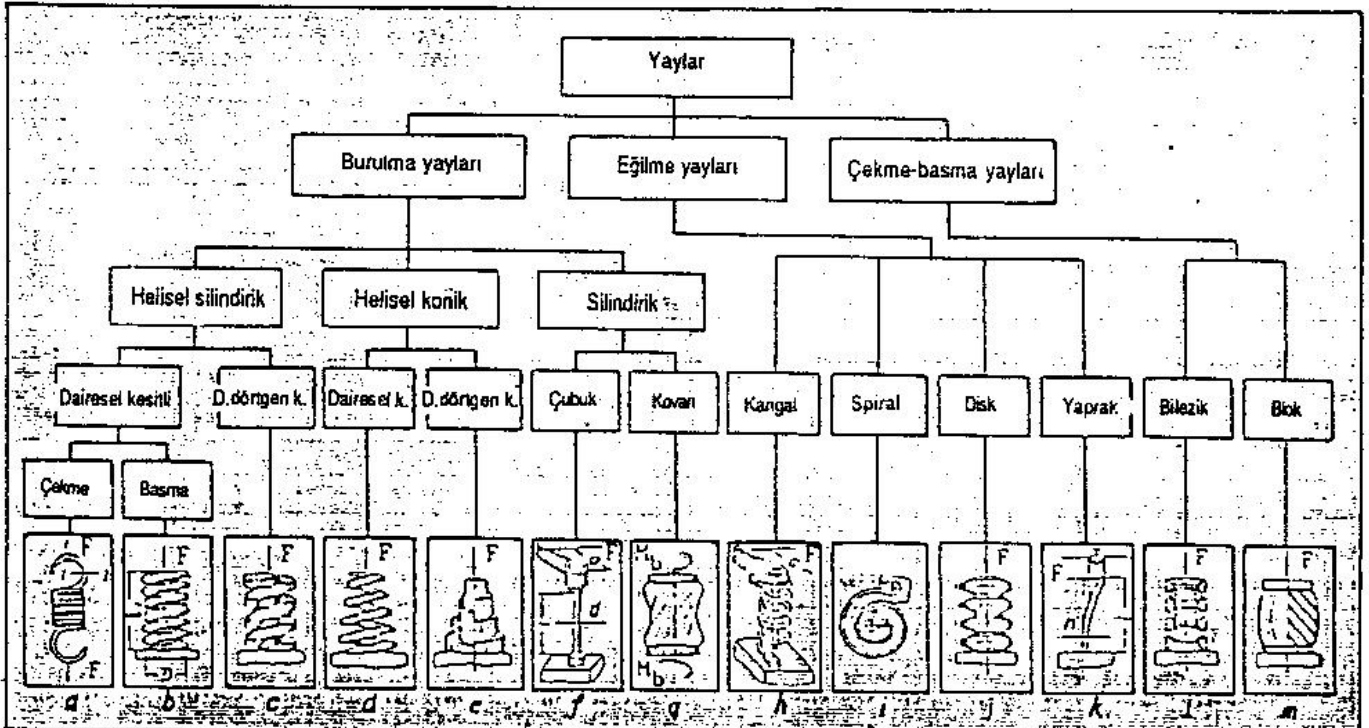 Yaylar
Burulma yayları
Eğilme yayları
Çekme-basma yayları
Helisel silindirik
Helisel konik
Silindirik
Dairesel kesitli
D.dörtgen k.
Dairesel k.
D.dörtgen k.
Çubuk
Kovan
Kangal
Spiral
Disk
Yaprak
Bilezik
Blok
Çekme
Basma
F
F
F
F
F
F
F
F
F
F
d
F
M b
a
b
c
d
e
f
g
h
i
j
k
l
m